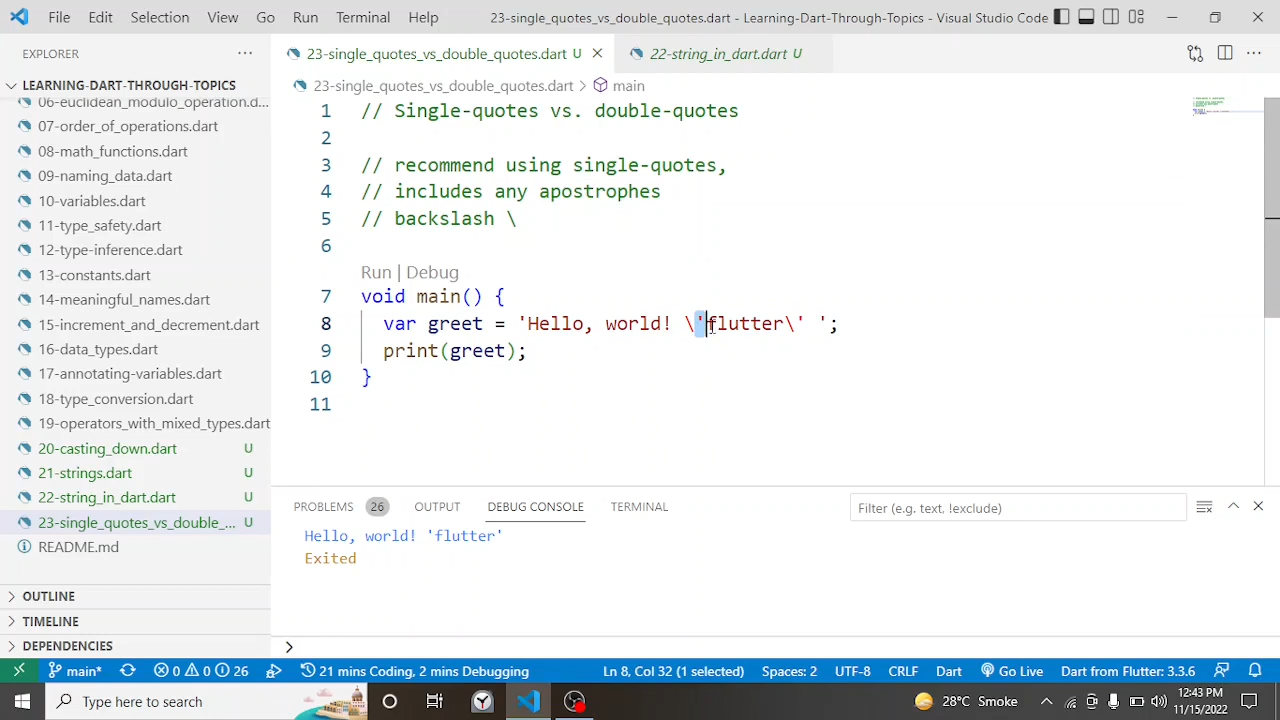 File Edit Selection View Go Run Terminal Help 23-single_quotes_vs_double_quotes.dart - Learning-Dart-Through-Topics - Visual Studio Code
EXPLORER ···
23-single_quotes_vs_double_quotes.dart U
22-string_in_dart.dart U
LEARNING-DART-THROUGH-TOPICS
23-single_quotes_vs_double_quotes.dart > main
06-euclidean_modulo_operation.d...
07-order_of_operations.dart
08-math_functions.dart
09-naming_data.dart
10-variables.dart
11-type_safety.dart
12-type-inference.dart
13-constants.dart
14-meaningful_names.dart
15-increment_and_decrement.dart
16-data_types.dart
17-annotating-variables.dart
18-type_conversion.dart
19-operators_with_mixed_types.dart
20-casting_down.dart U
21-strings.dart U
22-string_in_dart.dart U
23-single_quotes_vs_double_... U
README.md
OUTLINE
TIMELINE
DEPENDENCIES
1 // Single-quotes vs. double-quotes
2
3 // recommend using single-quotes,
4 // includes any apostrophes
5 // backslash \
6
Run | Debug
7 void main() {
8 var greet = 'Hello, world! \'flutter\' ';
9 print(greet);
10 }
11
PROBLEMS 26 OUTPUT DEBUG CONSOLE TERMINAL Filter (e.g. text, !exclude)
Hello, world! 'flutter'
Exited
>
main* 0 0 26 21 mins Coding, 2 mins Debugging Ln 8, Col 32 (1 selected) Spaces: 2 UTF-8 CRLF Dart Go Live Dart from Flutter: 3.3.6
Type here to search 28°C Smoke 12:43 PM
11/15/2022